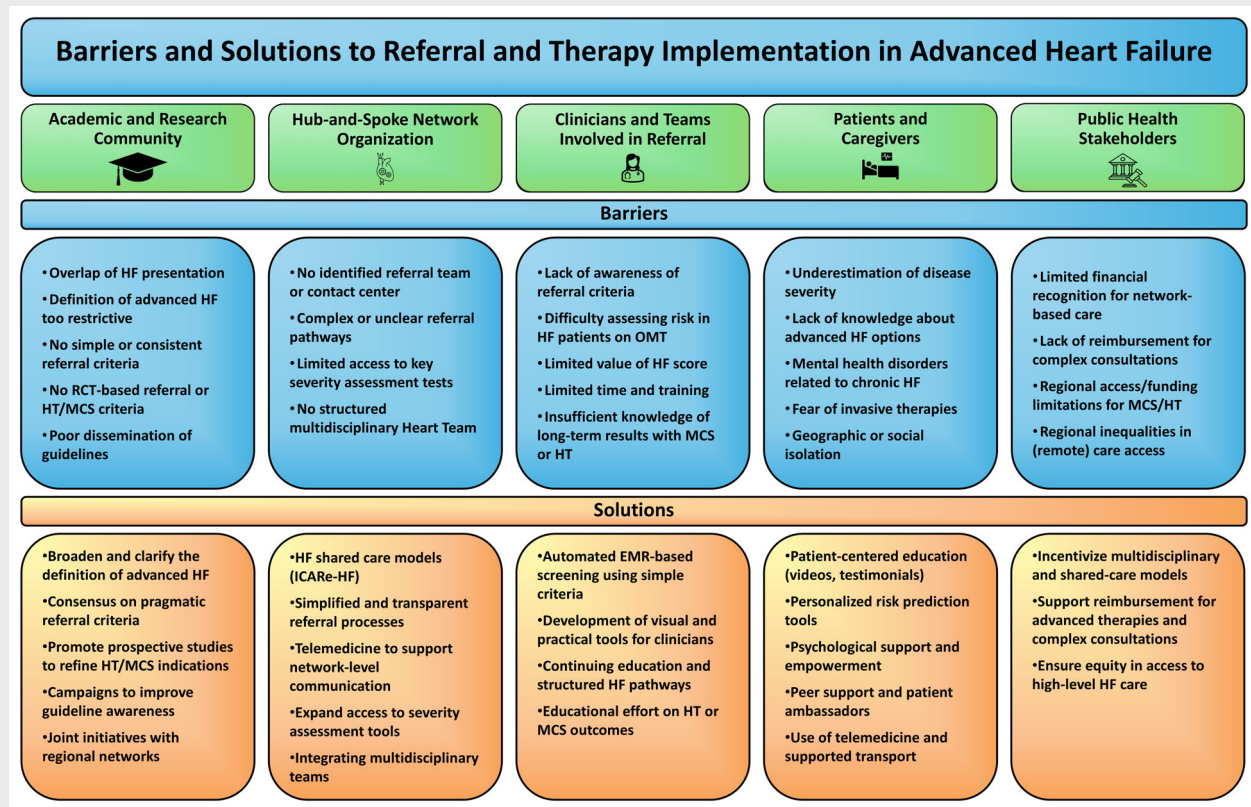 Barriers and Solutions to Referral and Therapy Implementation in Advanced Heart Failure
Academic and Research
Community
Hub-and-Spoke Network
Organization
Clinicians and Teams
Involved in Referral
Patients and
Caregivers
Public Health
Stakeholders
Barriers
•Overlap of HF presentation
•Definition of advanced HF
too restrictive
•No simple or consistent
referral criteria
•No RCT-based referral or
HT/MCS criteria
•Poor dissemination of
guidelines
•No identified referral team
or contact center
•Complex or unclear referral
pathways
•Limited access to key
severity assessment tests
•No structured
multidisciplinary Heart Team
•Lack of awareness of
referral criteria
•Difficulty assessing risk in
HF patients on OMT
•Limited value of HF score
•Limited time and training
•Insufficient knowledge of
long-term results with MCS
or HT
•Underestimation of disease
severity
•Lack of knowledge about
advanced HF options
•Mental health disorders
related to chronic HF
•Fear of invasive therapies
•Geographic or social
isolation
•Limited financial
recognition for network-
based care
•Lack of reimbursement for
complex consultations
•Regional access/funding
limitations for MCS/HT
•Regional inequalities in
(remote) care access
Solutions
•Broaden and clarify the
definition of advanced HF
•Consensus on pragmatic
referral criteria
•Promote prospective studies
to refine HT/MCS indications
•Campaigns to improve
guideline awareness
•Joint initiatives with
regional networks
•HF shared care models
(ICARe-HF)
•Simplified and transparent
referral processes
•Telemedicine to support
network-level
communication
•Expand access to severity
assessment tools
•Integrating multidisciplinary
teams
•Automated EMR-based
screening using simple
criteria
•Development of visual and
practical tools for clinicians
•Continuing education and
structured HF pathways
•Educational effort on HT or
MCS outcomes
•Patient-centered education
(videos, testimonials)
•Personalized risk prediction
tools
•Psychological support and
empowerment
•Peer support and patient
ambassadors
•Use of telemedicine and
supported transport
•Incentivize multidisciplinary
and shared-care models
•Support reimbursement for
advanced therapies and
complex consultations
•Ensure equity in access to
high-level HF care